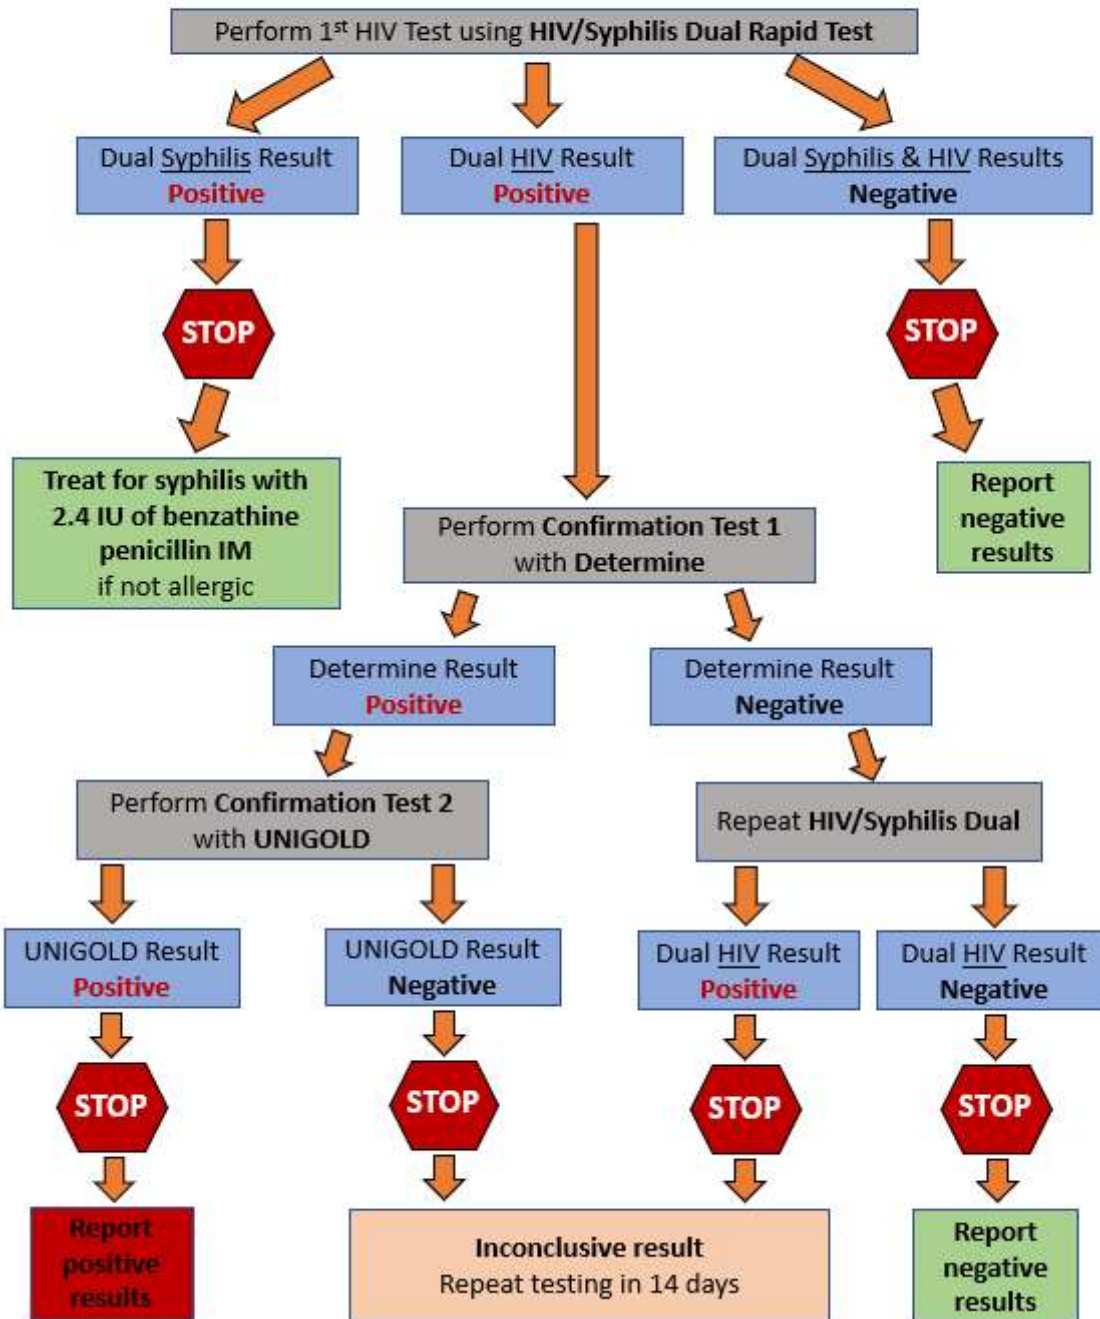 Perform 1st HIV Test using HIV/Syphilis Dual Rapid Test
Dual Syphilis Result
Positive
Dual HIV Result
Positive
Dual Syphilis & HIV Results
Negative
STOP
STOP
Treat for syphilis with
2.4 IU of benzathine
penicillin IM
if not allergic
Report
negative
results
Perform Confirmation Test 1
with Determine
Determine Result
Positive
Determine Result
Negative
Perform Confirmation Test 2
with UNIGOLD
Repeat HIV/Syphilis Dual
UNIGOLD Result
Positive
UNIGOLD Result
Negative
Dual HIV Result
Positive
Dual HIV Result
Negative
STOP
STOP
STOP
STOP
Report
positive
results
Inconclusive result
Repeat testing in 14 days
Report
negative
results